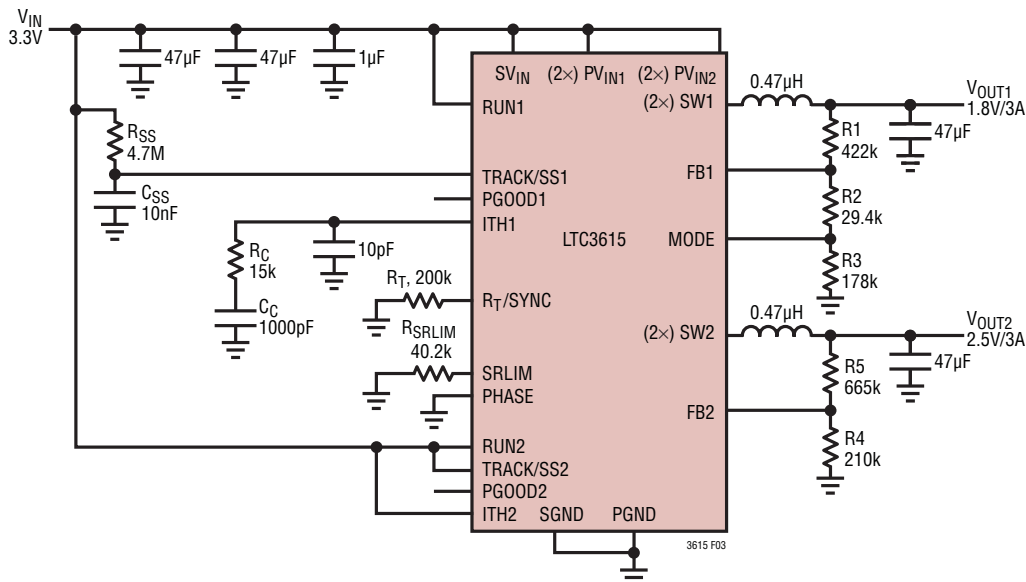 VIN
3.3V
47µF
47µF
1µF
RSS
4.7M
CSS
10nF
RC
15k
CC
1000pF
10pF
RT, 200k
RSRLIM
40.2k
SVIN (2×) PVIN1 (2×) PVIN2
RUN1
TRACK/SS1
PGOOD1
ITH1
RT/SYNC
SRLIM
PHASE
RUN2
TRACK/SS2
PGOOD2
ITH2
SGND PGND
LTC3615
(2×) SW1
FB1
MODE
(2×) SW2
FB2
0.47µH
VOUT1
1.8V/3A
47µF
R1
422k
R2
29.4k
R3
178k
0.47µH
VOUT2
2.5V/3A
47µF
R5
665k
R4
210k
3615 F03